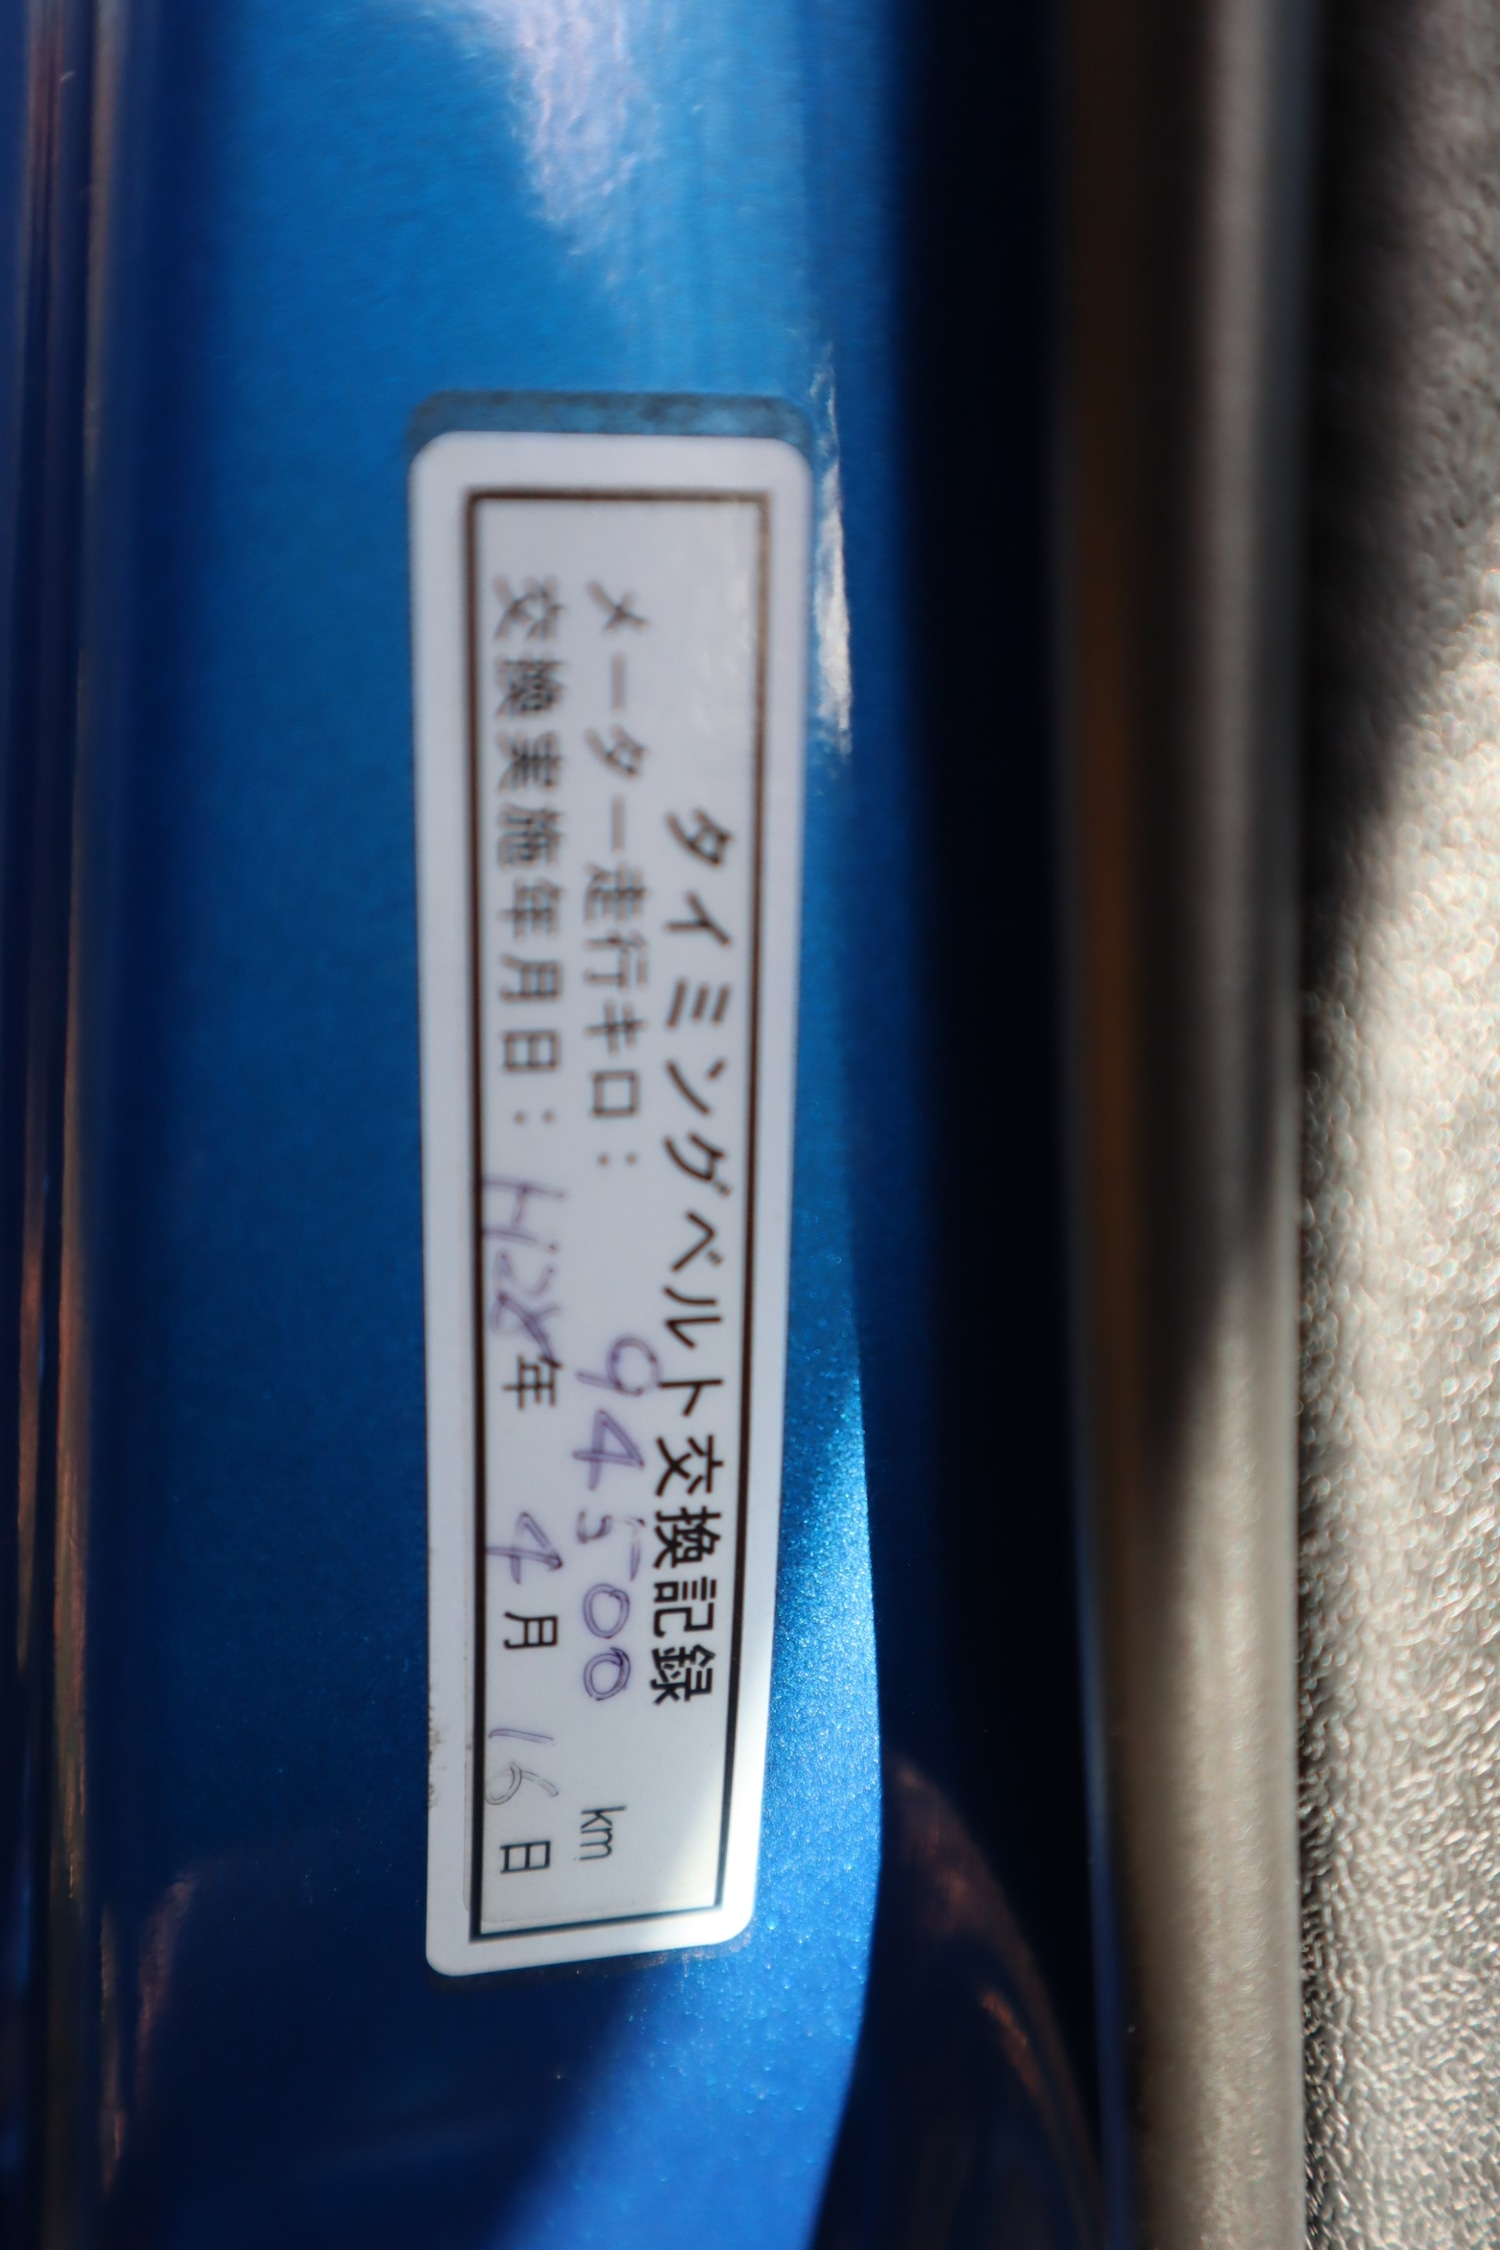 タイミングベルト交換記録
メーター走行キロ： 94500 km
交換実施年月日： H28年 4月 16日